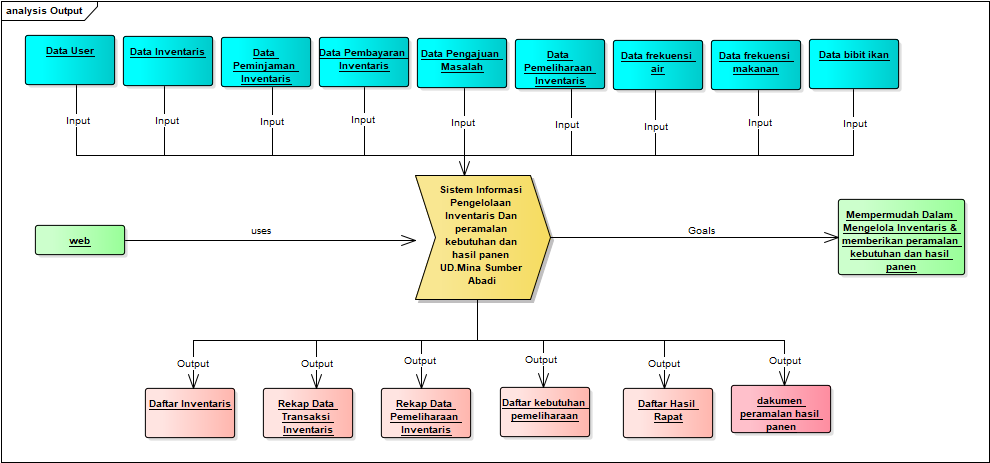 analysis Output
Data User
Data Inventaris
Data
Peminjaman
Inventaris
Data Pembayaran
Inventaris
Data Pengajuan
Masalah
Data
Pemeliharaan
Inventaris
Data frekuensi
air
Data frekuensi
makanan
Data bibit ikan
Input
Input
Input
Input
Input
Input
Input
Input
Input
Sistem Informasi
Pengelolaan
Inventaris Dan
peramalan
kebutuhan dan
hasil panen
UD.Mina Sumber
Abadi
web
uses
Goals
Mempermudah Dalam
Mengelola Inventaris &
memberikan peramalan
kebutuhan dan hasil
panen
Output
Output
Output
Output
Output
Output
Daftar Inventaris
Rekap Data
Transaksi
Inventaris
Rekap Data
Pemeliharaan
Inventaris
Daftar kebutuhan
pemeliharaan
Daftar Hasil
Rapat
dakumen
peramalan hasil
panen